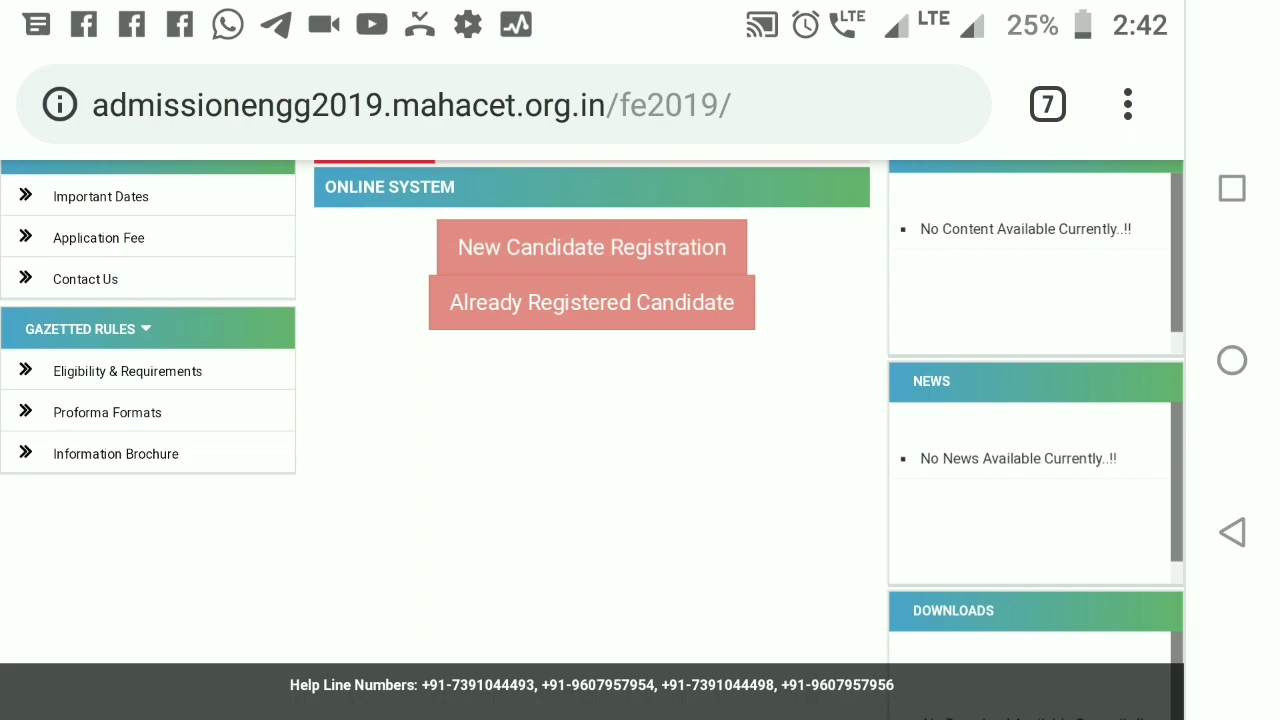 LTE LTE 25% 2:42
admissionengg2019.mahacet.org.in/fe2019/ 7
Important Dates
Application Fee
Contact Us
GAZETTED RULES
Eligibility & Requirements
Proforma Formats
Information Brochure
ONLINE SYSTEM
New Candidate Registration
Already Registered Candidate
No Content Available Currently..!!
NEWS
No News Available Currently..!!
DOWNLOADS
Help Line Numbers: +91-7391044493, +91-9607957954, +91-7391044498, +91-9607957956